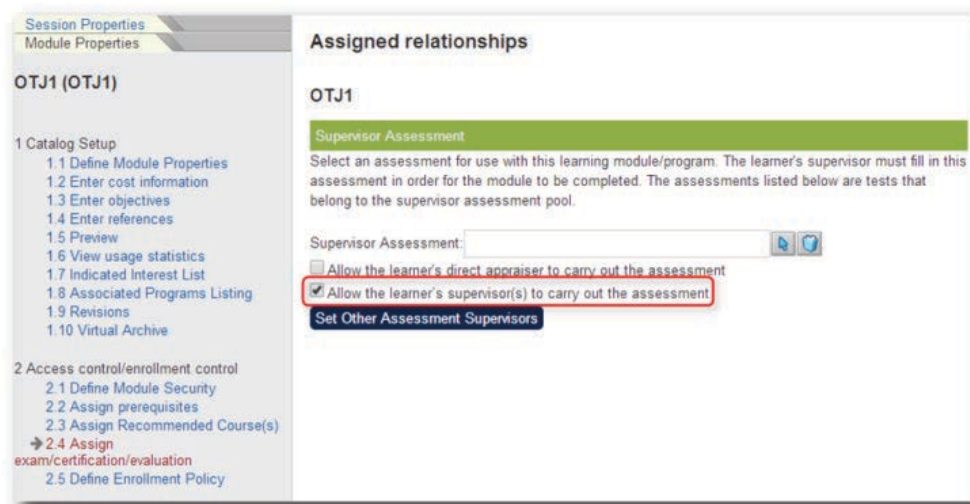 Session Properties
Module Properties
OTJ1 (OTJ1)
1 Catalog Setup
1.1 Define Module Properties
1.2 Enter cost information
1.3 Enter objectives
1.4 Enter references
1.5 Preview
1.6 View usage statistics
1.7 Indicated Interest List
1.8 Associated Programs Listing
1.9 Revisions
1.10 Virtual Archive
2 Access control/enrollment control
2.1 Define Module Security
2.2 Assign prerequisites
2.3 Assign Recommended Course(s)
2.4 Assign
exam/certification/evaluation
2.5 Define Enrollment Policy
Assigned relationships
OTJ1
Supervisor Assessment
Select an assessment for use with this learning module/program. The learner's supervisor must fill in this
assessment in order for the module to be completed. The assessments listed below are tests that
belong to the supervisor assessment pool.
Supervisor Assessment:
Allow the learner's direct appraiser to carry out the assessment
Allow the learner's supervisor(s) to carry out the assessment
Set Other Assessment Supervisors